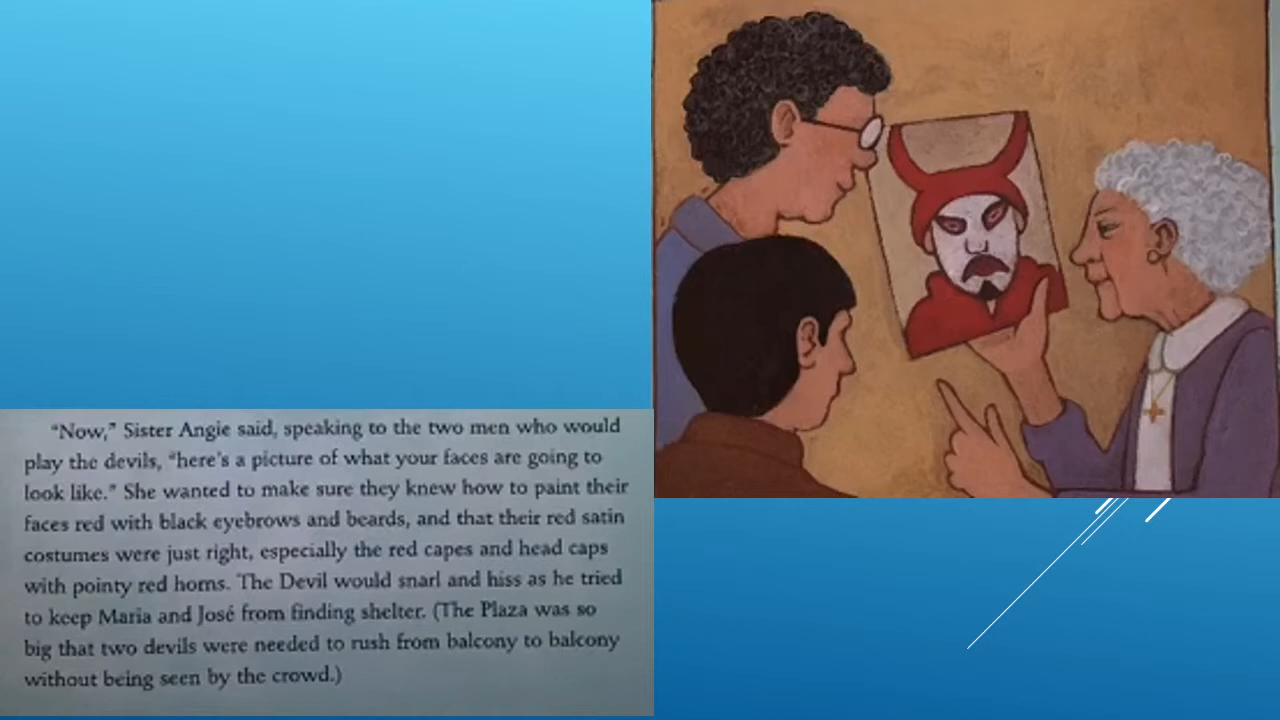 “Now,” Sister Angie said, speaking to the two men who would
play the devils, “here's a picture of what your faces are going to
look like.” She wanted to make sure they knew how to paint their
faces red with black eyebrows and beards, and that their red satin
costumes were just right, especially the red capes and head caps
with pointy red horns. The Devil would snarl and hiss as he tried
to keep Maria and José from finding shelter. (The Plaza was so
big that two devils were needed to rush from balcony to balcony
without being seen by the crowd.)